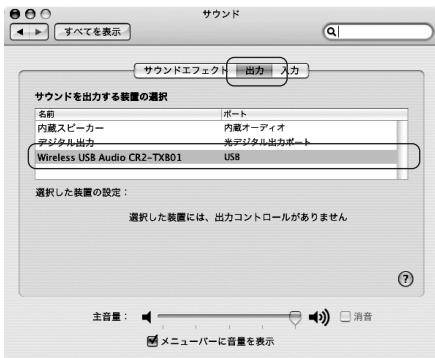 サウンド
すべてを表示
サウンドエフェクト 出力 入力
サウンドを出力する装置の選択
名前 ポート
内蔵スピーカー 内蔵オーディオ
デジタル出力 光デジタル出力ポート
Wireless USB Audio CR2-TXB01 USB
選択した装置の設定：
選択した装置には、出力コントロールがありません
?
主音量： 消音
メニューバーに音量を表示